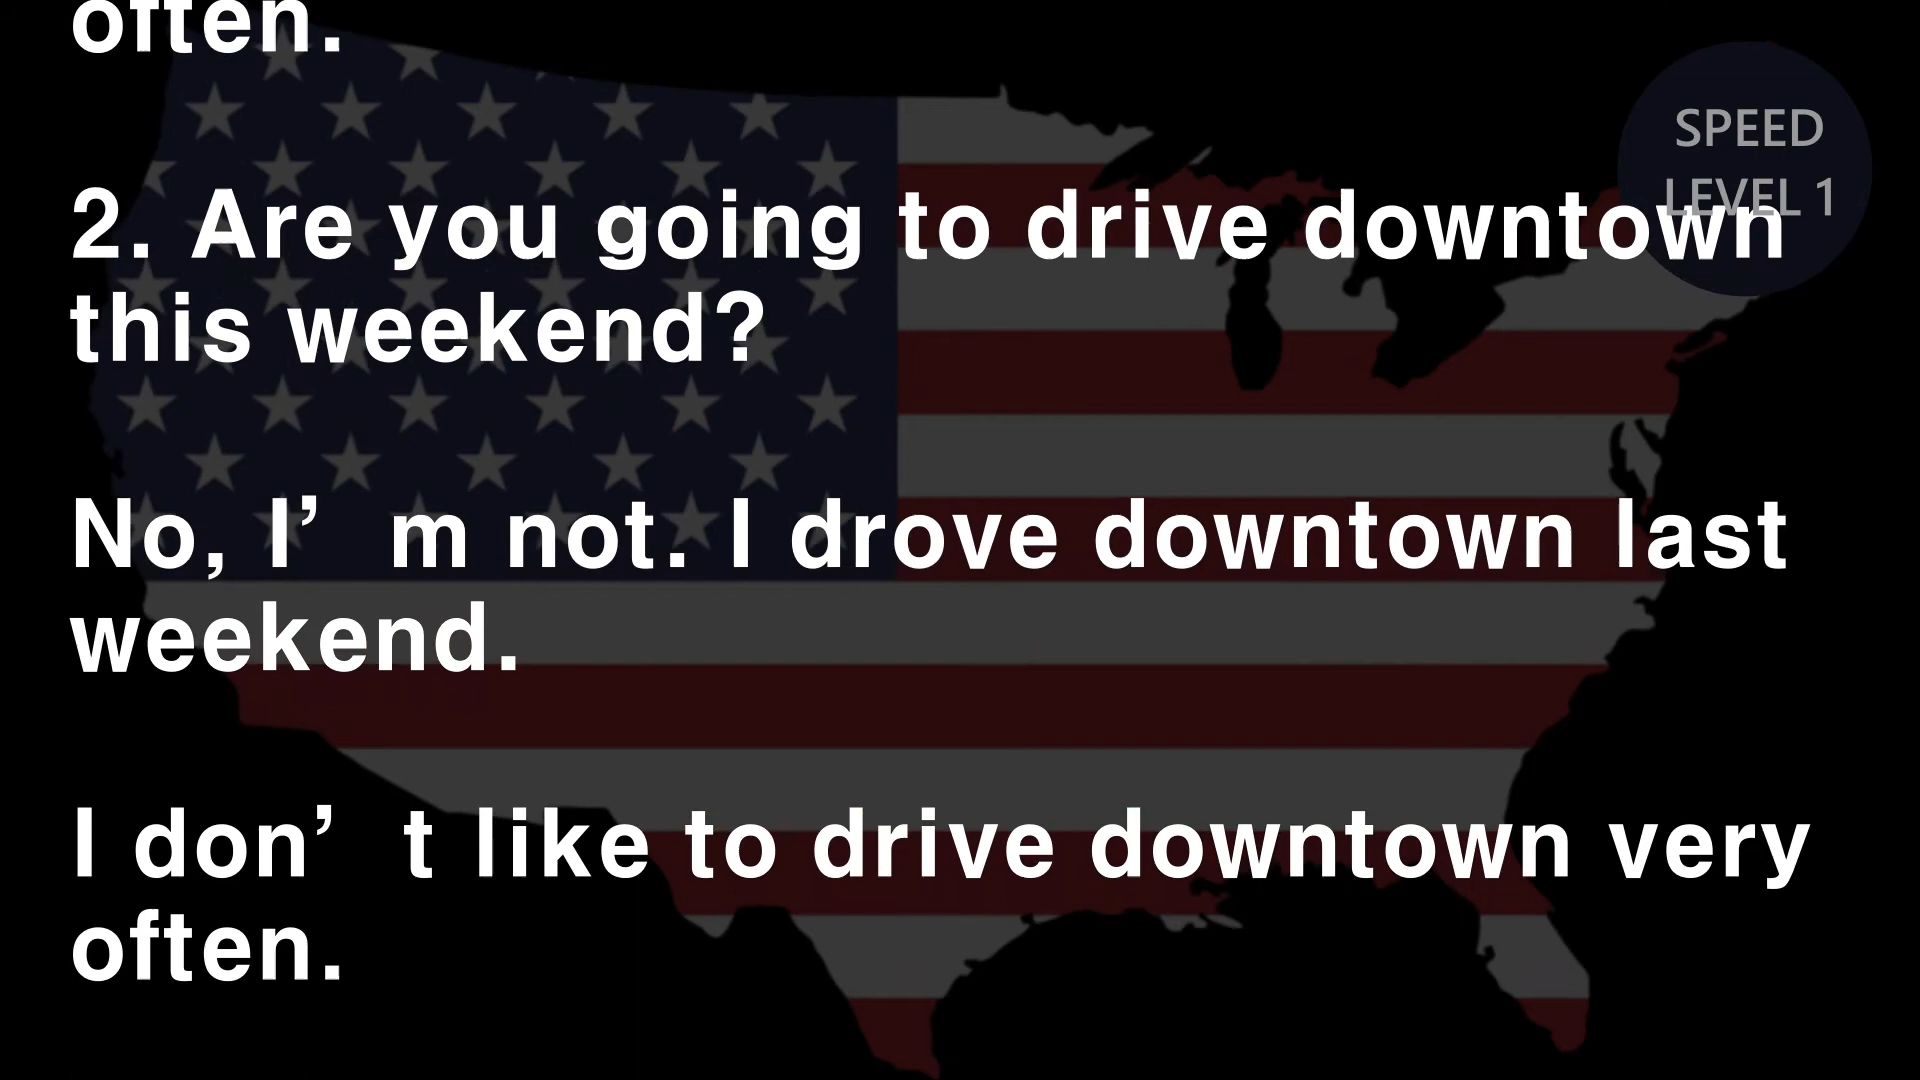 often.
SPEED
LEVEL 1
2. Are you going to drive downtown
this weekend?
No, I’ m not. I drove downtown last
weekend.
I don’ t like to drive downtown very
often.